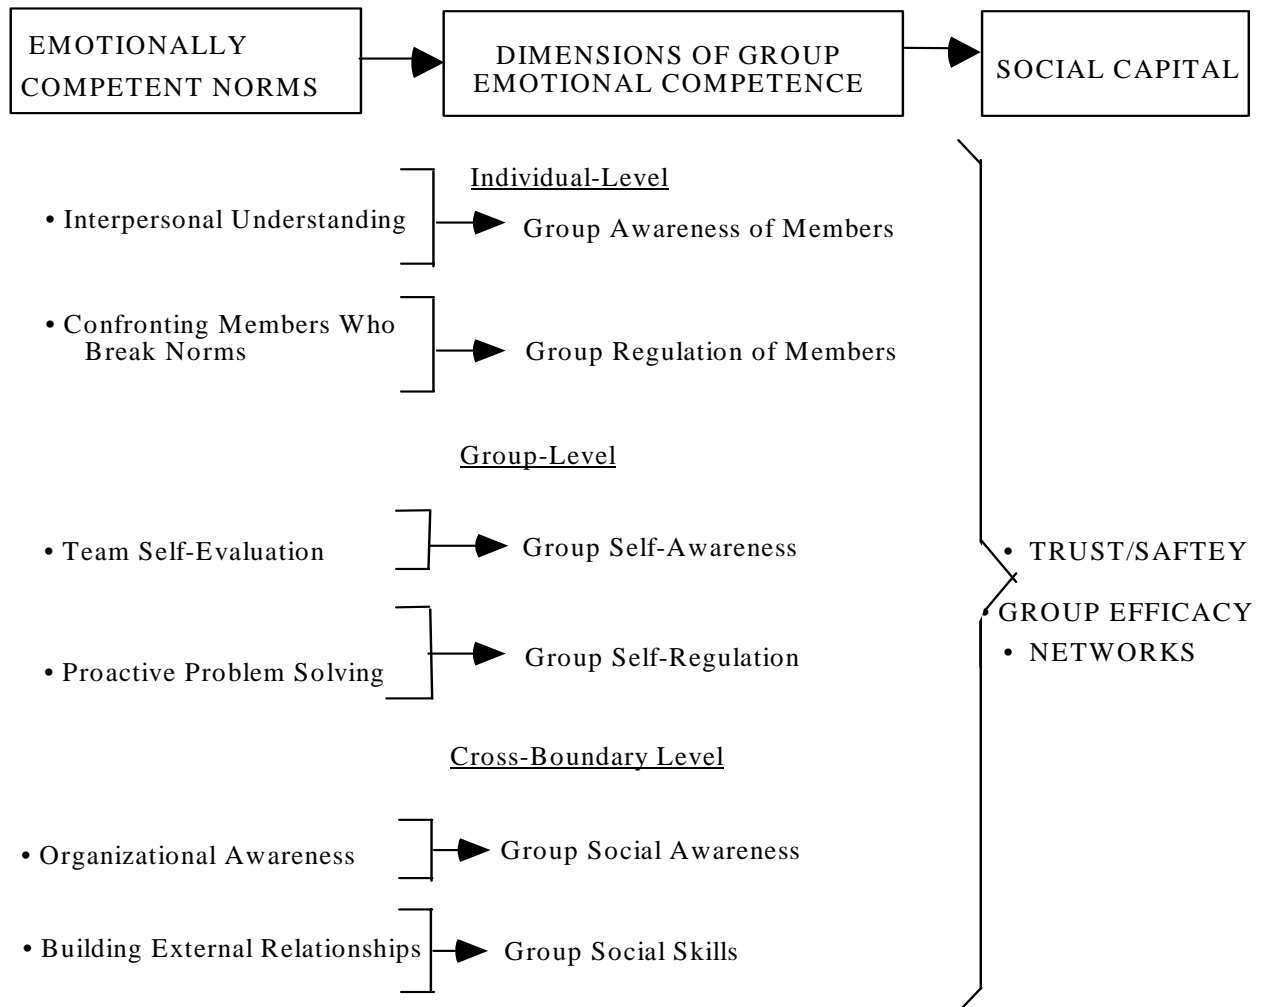 EMOTIONALLY
COMPETENT NORMS
DIMENSIONS OF GROUP
EMOTIONAL COMPETENCE
SOCIAL CAPITAL
Individual-Level
• Interpersonal Understanding
Group Awareness of Members
• Confronting Members Who
Break Norms
Group Regulation of Members
Group-Level
• Team Self-Evaluation
Group Self-Awareness
• Proactive Problem Solving
Group Self-Regulation
Cross-Boundary Level
• Organizational Awareness
Group Social Awareness
• Building External Relationships
Group Social Skills
• TRUST/SAFTEY
• GROUP EFFICACY
• NETWORKS